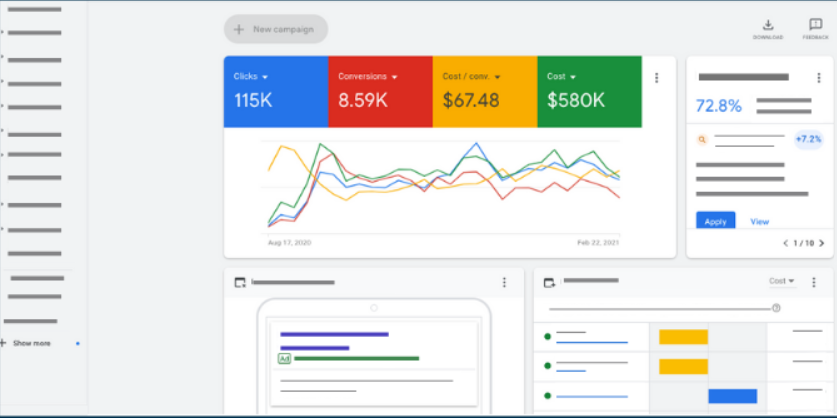 New campaign
DOWNLOAD
FEEDBACK
Clicks
Conversions
Cost / conv.
Cost
115K
8.59K
$67.48
$580K
Aug 17, 2020
Feb 22, 2021
72.8%
+7.2%
Apply
View
1 / 10
Cost
Ad
Show more